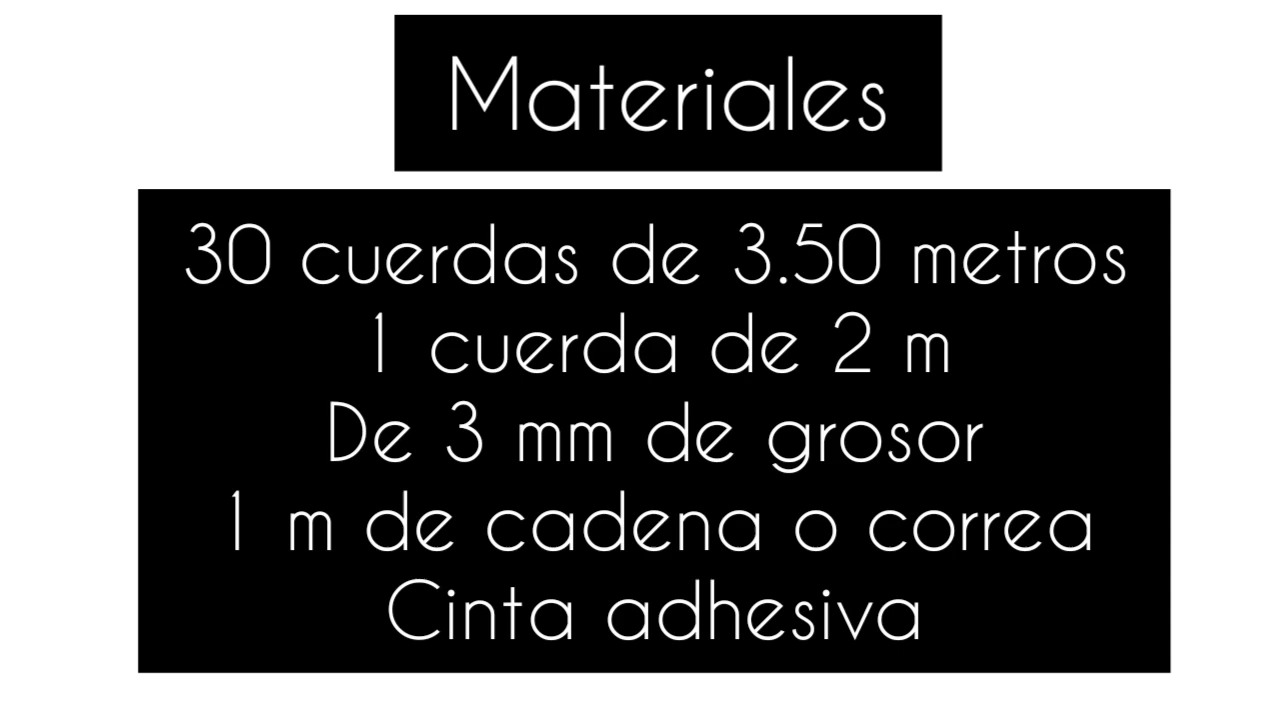 Materiales
30 cuerdas de 3.50 metros
1 cuerda de 2 m
De 3 mm de grosor
1 m de cadena o correa
Cinta adhesiva